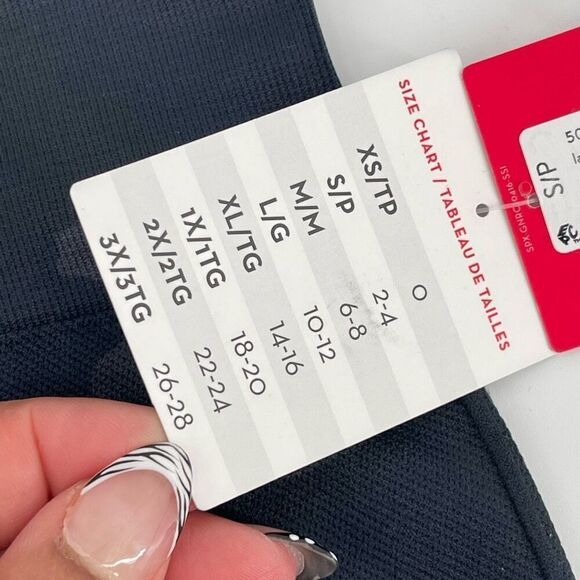 SIZE CHART / TABLEAU DE TAILLES
XS/TP 0
S/P 2-4
M/M 6-8
L/G 10-12
XL/TG 14-16
1X/1TG 18-20
2X/2TG 22-24
3X/3TG 26-28
S/P
50